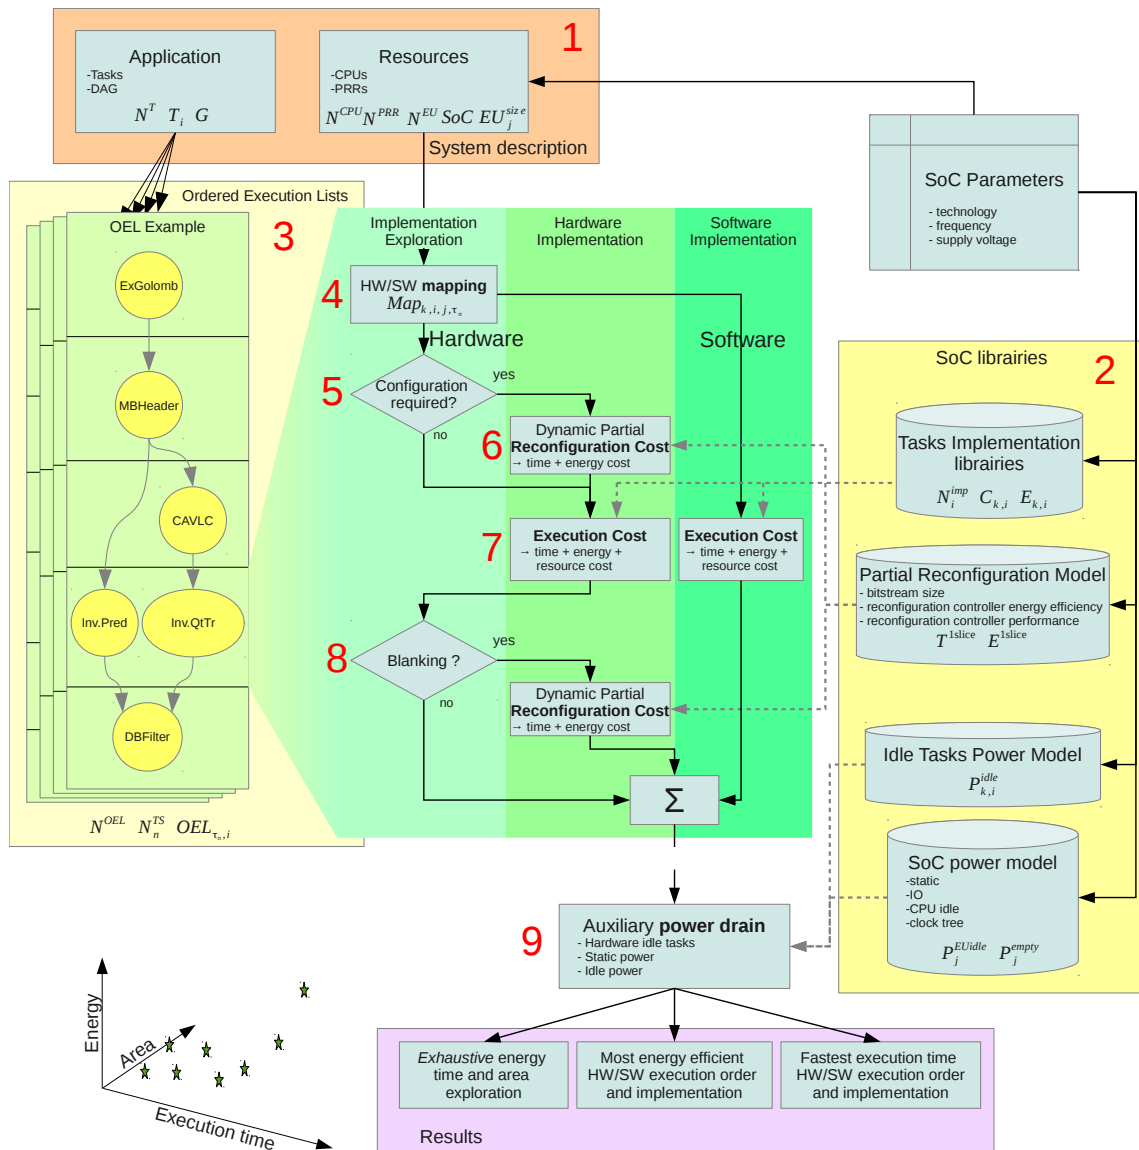 1
Application
-Tasks
-DAG
N^T T_i G
Resources
-CPUs
-PRRs
N^CPU N^PRR N^EU SoC EU_j^size
System description
SoC Parameters
- technology
- frequency
- supply voltage
Ordered Execution Lists
3
OEL Example
ExGolomb
MBHeader
CAVLC
Inv.Pred
Inv.QtTr
DBFilter
N^OEL N_n^TS OEL_τn,i
Implementation
Exploration
Hardware
Implementation
Software
Implementation
4
HW/SW mapping
Map_k,i,j,τn
Hardware
Software
5
Configuration
required?
yes
no
6
Dynamic Partial
Reconfiguration Cost
→ time + energy cost
7
Execution Cost
→ time + energy +
resource cost
Execution Cost
→ time + energy +
resource cost
8
Blanking ?
yes
no
Dynamic Partial
Reconfiguration Cost
→ time + energy cost
Σ
SoC librairies
2
Tasks Implementation
librairies
N_i^imp C_k,i E_k,i
Partial Reconfiguration Model
- bitstream size
- reconfiguration controller energy efficiency
- reconfiguration controller performance
T^1slice E^1slice
Idle Tasks Power Model
P_k,i^idle
SoC power model
-static
-IO
-CPU idle
-clock tree
P_j^EUidle P_j^empty
9
Auxiliary power drain
- Hardware idle tasks
- Static power
- Idle power
Energy
Area
Execution time
Exhaustive energy
time and area
exploration
Most energy efficient
HW/SW execution order
and implementation
Fastest execution time
HW/SW execution order
and implementation
Results